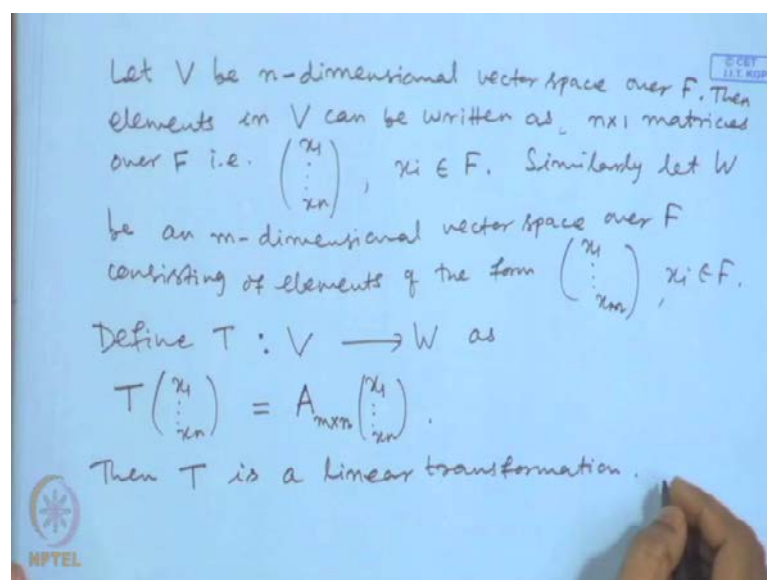 Let V be n-dimensional vector space over F. Then
elements in V can be written as, n×1 matrices
over F i.e. (x1 ⋮ xn), xi ∈ F. Similarly let W
be an m-dimensional vector space over F
consisting of elements of the form (x1 ⋮ xm), xi ∈ F.
Define T : V → W as
T (x1 ⋮ xn) = A m×n (x1 ⋮ xn).
Then T is a linear transformation.
© CET
I.I.T. KGP
NPTEL